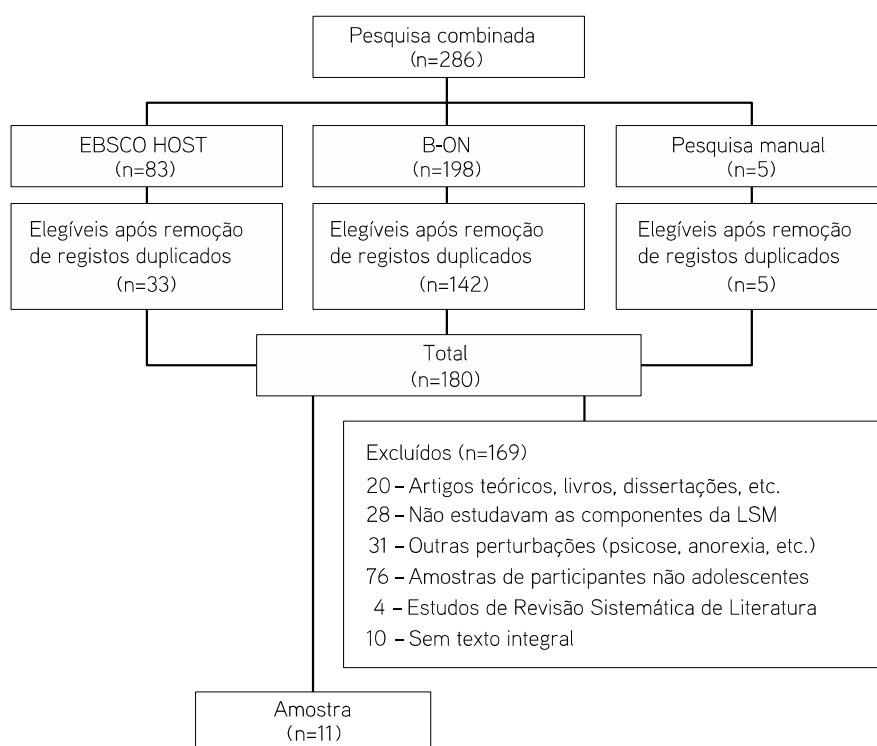 Pesquisa combinada
(n=286)
EBSCO HOST
(n=83)
B-ON
(n=198)
Pesquisa manual
(n=5)
Elegíveis após remoção
de registos duplicados
(n=33)
Elegíveis após remoção
de registos duplicados
(n=142)
Elegíveis após remoção
de registos duplicados
(n=5)
Total
(n=180)
Excluídos (n=169)
20 – Artigos teóricos, livros, dissertações, etc.
28 – Não estudavam as componentes da LSM
31 – Outras perturbações (psicose, anorexia, etc.)
76 – Amostras de participantes não adolescentes
4 – Estudos de Revisão Sistemática de Literatura
10 – Sem texto integral
Amostra
(n=11)